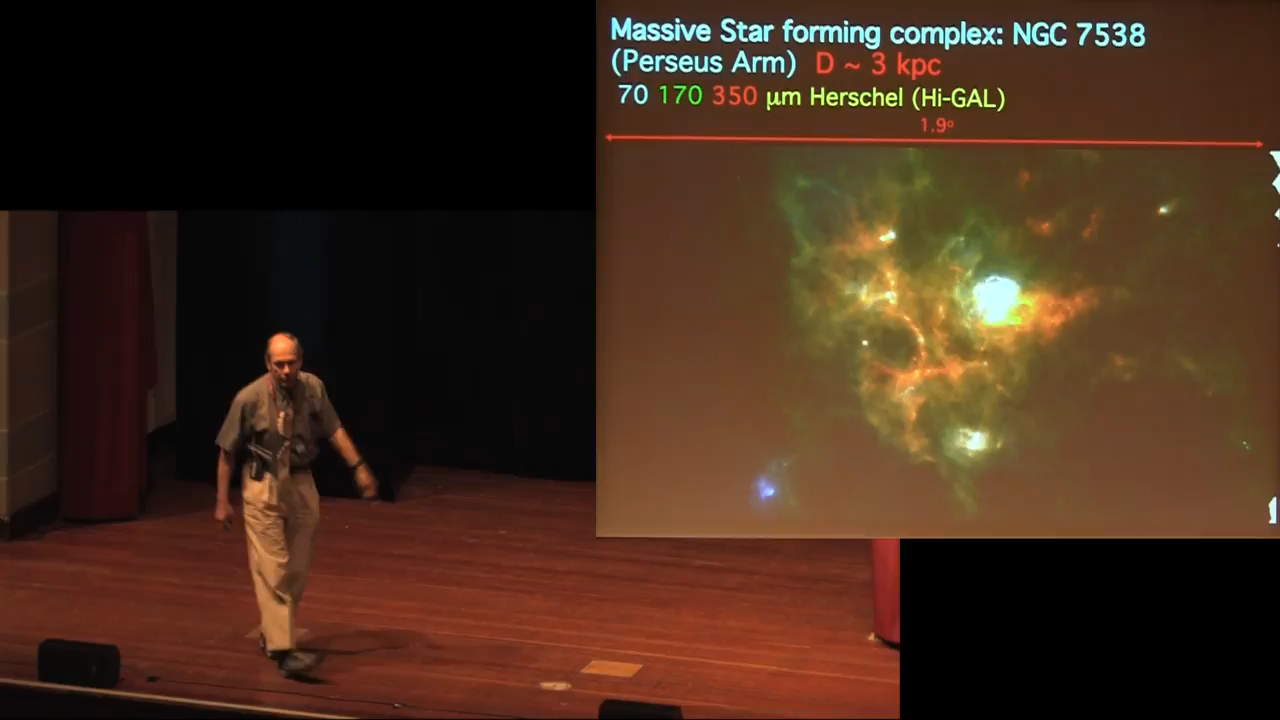 Massive Star forming complex: NGC 7538
(Perseus Arm) D ~ 3 kpc
70 170 350 μm Herschel (Hi-GAL)
1.9°